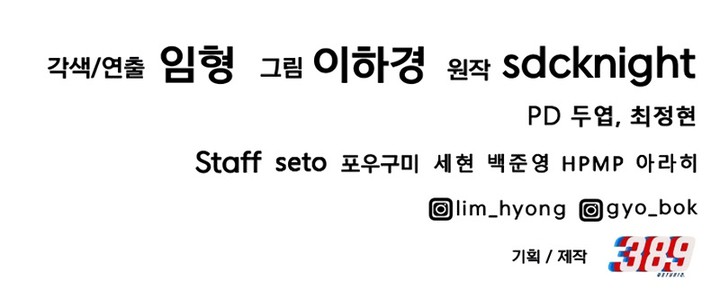 각색/연출 임형 그림 이하경 원작 sdcknight
PD 두엽, 최정현
Staff seto 포우구미 세현 백준영 HPMP 아라히
lim_hyong gyo_bok
기획 / 제작 389
STUDIO